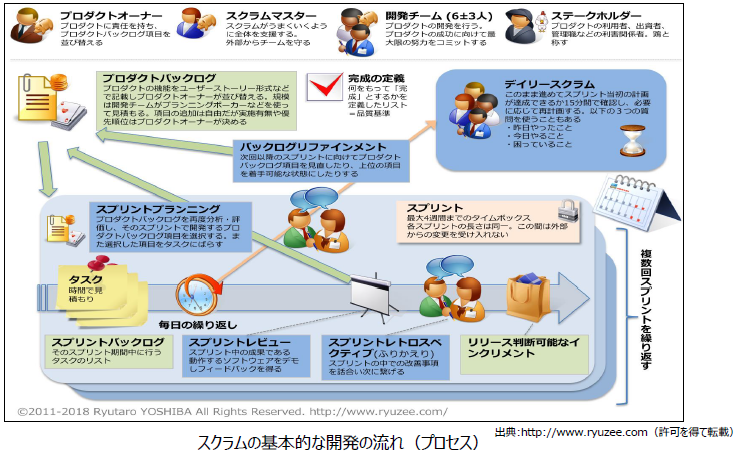 プロダクトオーナー
プロダクトに責任を持ち、
プロダクトバックログ項目を
並び替える
スクラムマスター
スクラムがうまくいくよう
に全体を支援する。
外部からチームを守る
開発チーム (6±3人)
プロダクトの開発を行う。
プロダクトの成功に向けて最
大限の努力をコミットする
ステークホルダー
プロダクトの利用者、出資者、
管理職などの利害関係者。鶏と
称す
プロダクトバックログ
プロダクトの機能をユーザーストーリー形式など
で記載しプロダクトオーナーが並び替える。規模
は開発チームがプランニングポーカーなどを使っ
て見積もる。項目の追加は自由だが実施有無や優
先順位はプロダクトオーナーが決める
完成の定義
何をもって「完
成」とするかを
定義したリスト
=品質基準
デイリースクラム
このまま進めてスプリント当初の計画
が達成できるか15分間で確認し、必要
に応じて再計画する。以下の３つの質
問を使うこともある
・昨日やったこと
・今日やること
・困っていること
バックログリファインメント
次回以降のスプリントに向けてプロダクト
バックログ項目を見直したり、上位の項目
を着手可能な状態にしたりする
スプリントプランニング
プロダクトバックログを再度分析・評
価し、そのスプリントで開発するプロ
ダクトバックログ項目を選択する。ま
た選択した項目をタスクにばらす
スプリント
最大4週間までのタイムボックス
各スプリントの長さは同一。この間は外部
からの変更を受け入れない
タスク
時間で見
積もり
毎日の繰り返し
複数回スプリントを繰り返す
スプリントバックログ
そのスプリント期間中に行う
タスクのリスト
スプリントレビュー
スプリント中の成果である
動作するソフトウェアをデモ
しフィードバックを得る
スプリントレトロスペ
クティブ(ふりかえり)
スプリントの中での改善事項
を話合い次に繋げる
リリース判断可能なイ
ンクリメント
©2011-2018 Ryutaro YOSHIBA All Rights Reserved. http://www.ryuzee.com/
スクラムの基本的な開発の流れ（プロセス）
出典:http://www.ryuzee.com（許可を得て転載）